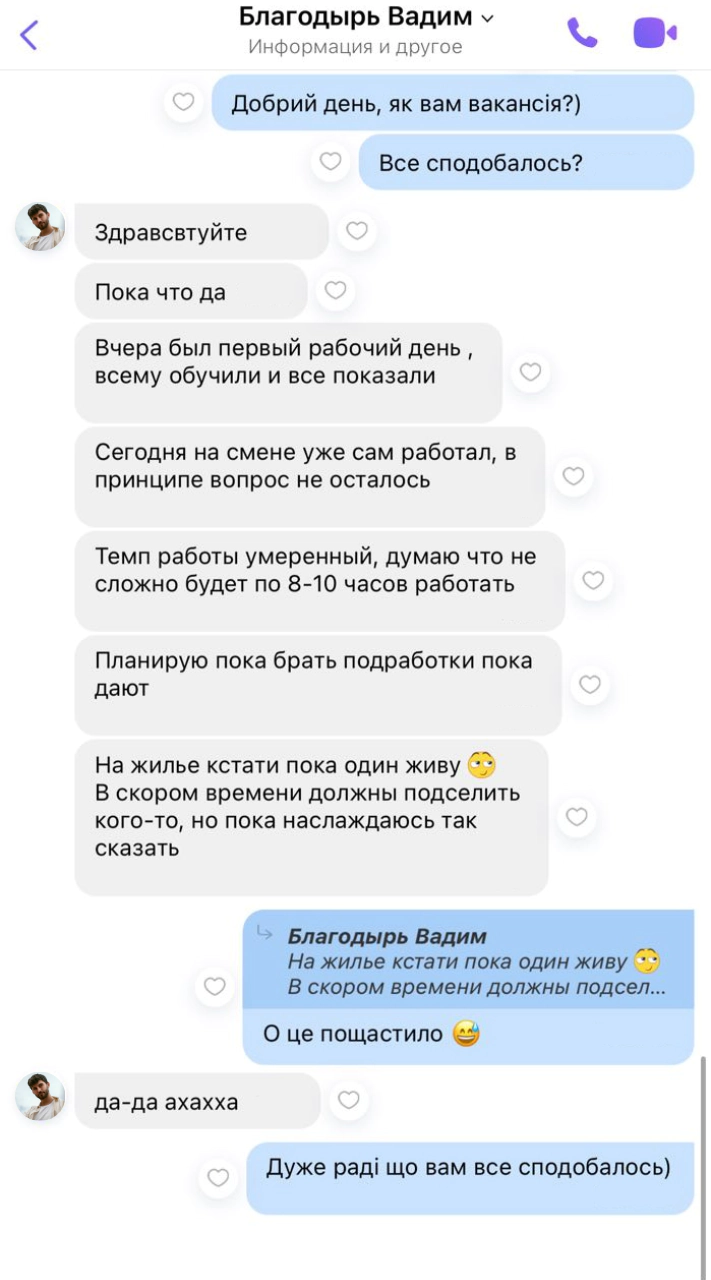 Благодырь Вадим
Информация и другое
Добрий день, як вам вакансія?)
Все сподобалось?
Здравсвтуйте
Пока что да
Вчера был первый рабочий день ,
всему обучили и все показали
Сегодня на смене уже сам работал, в
принципе вопрос не осталось
Темп работы умеренный, думаю что не
сложно будет по 8-10 часов работать
Планирую пока брать подработки пока
дают
На жилье кстати пока один живу 🙄
В скором времени должны подселить
кого-то, но пока наслаждаюсь так
сказать
Благодырь Вадим
На жилье кстати пока один живу 🙄
В скором времени должны подсел...
О це пощастило 😅
да-да ахахха
Дуже раді що вам все сподобалось)